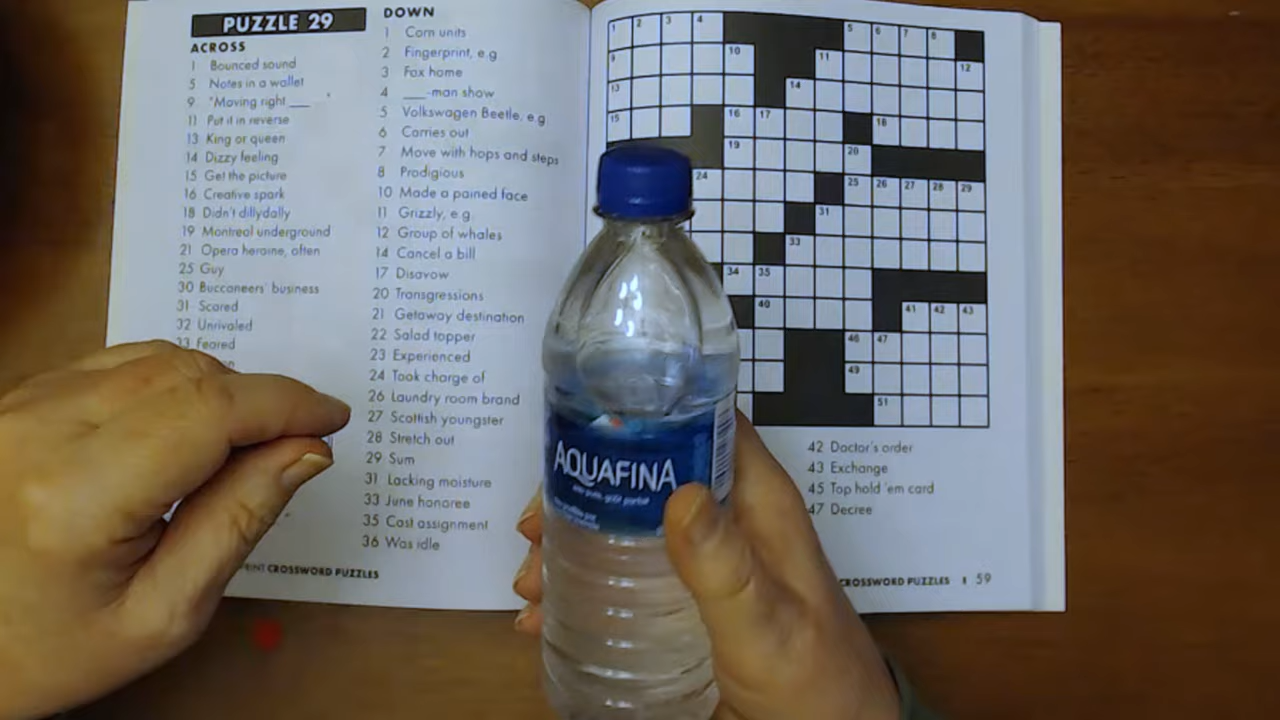 PUZZLE 29
ACROSS
1 Bounced sound
5 Notes in a wallet
9 "Moving right ___
11 Put it in reverse
13 King or queen
14 Dizzy feeling
15 Get the picture
16 Creative spark
18 Didn't dillydally
19 Montreal underground
21 Opera heroine, often
25 Guy
30 Buccaneers' business
31 Scared
32 Unrivaled
33 Feared
DOWN
1 Corn units
2 Fingerprint, e.g
3 Fox home
4 ___-man show
5 Volkswagen Beetle, e.g
6 Carries out
7 Move with hops and steps
8 Prodigious
10 Made a pained face
11 Grizzly, e.g.
12 Group of whales
14 Cancel a bill
17 Disavow
20 Transgressions
21 Getaway destination
22 Salad topper
23 Experienced
24 Took charge of
26 Laundry room brand
27 Scottish youngster
28 Stretch out
29 Sum
31 Lacking moisture
33 June honoree
35 Cast assignment
36 Was idle
CROSSWORD PUZZLES
1 2 3 4 5 6 7 8
9 10 11 12
13 14
15 16 17 18
19 20
24 25 26 27 28 29
31
33
34 35
40 41 42 43
46 47
49
51
AQUAFINA
42 Doctor's order
43 Exchange
45 Top hold 'em card
47 Decree
CROSSWORD PUZZLES 59